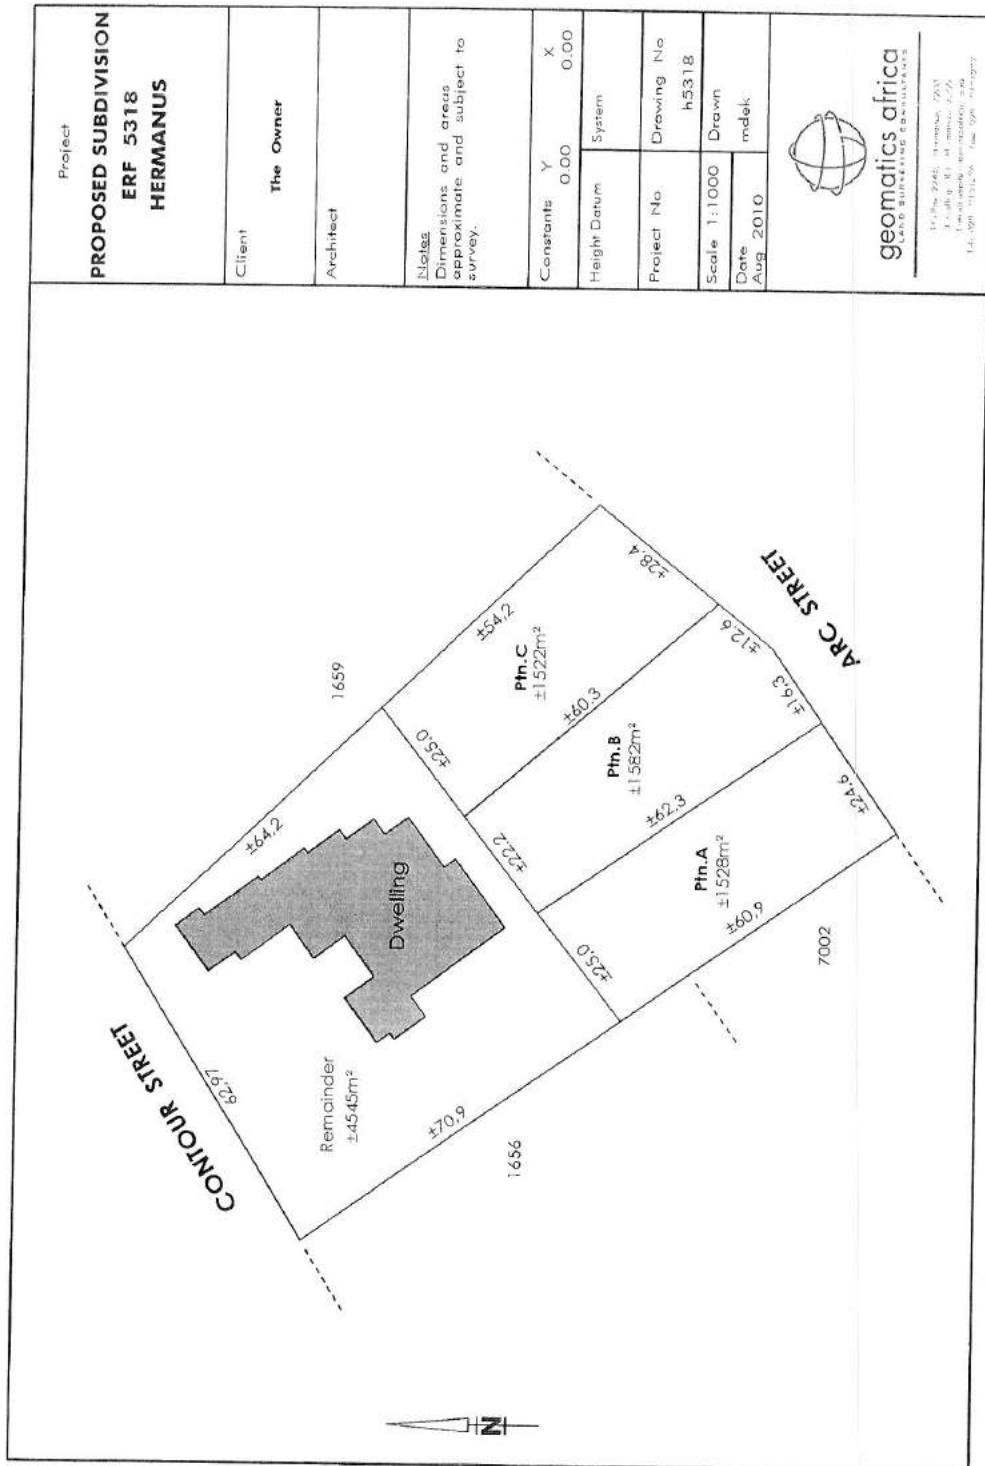 Project
PROPOSED SUBDIVISION
ERF 5318
HERMANUS
Client
The Owner
Architect
Notes
Dimensions and areas
approximate and subject to
survey.
Constants Y X
0.00 0.00
Height Datum System
Project No Drawing No
h5318
Scale 1:1000 Drawn
mdek
Date
Aug 2010
geomatics africa
LAND SURVEYING CONSULTANTS
CONTOUR STREET
62,97
±64,2
1659
Dwelling
Remainder
±4545m²
±70,9
1656
±25,0
±22,2
±25,0
±54,2
Ptn.C
±1522m²
±28,4
±60.3
Ptn.B
±1582m²
±12,6
±16,3
±62,3
Ptn.A
±1528m²
±24,6
±60,9
7002
ARC STREET
N